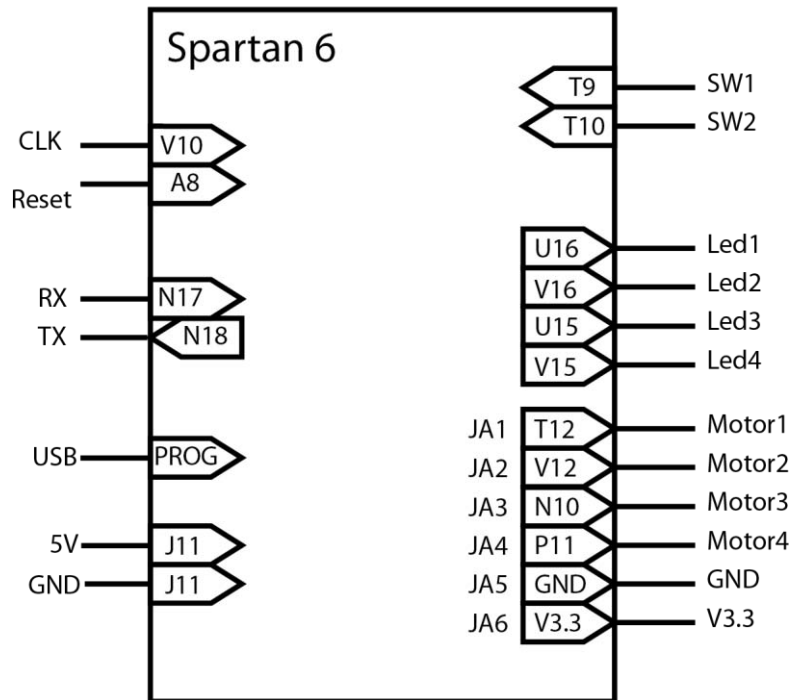 Spartan 6
T9 SW1
T10 SW2
CLK V10
Reset A8
U16 Led1
V16 Led2
RX N17
U15 Led3
TX N18
V15 Led4
JA1 T12 Motor1
USB PROG
JA2 V12 Motor2
JA3 N10 Motor3
5V J11
JA4 P11 Motor4
GND J11
JA5 GND GND
JA6 V3.3 V3.3